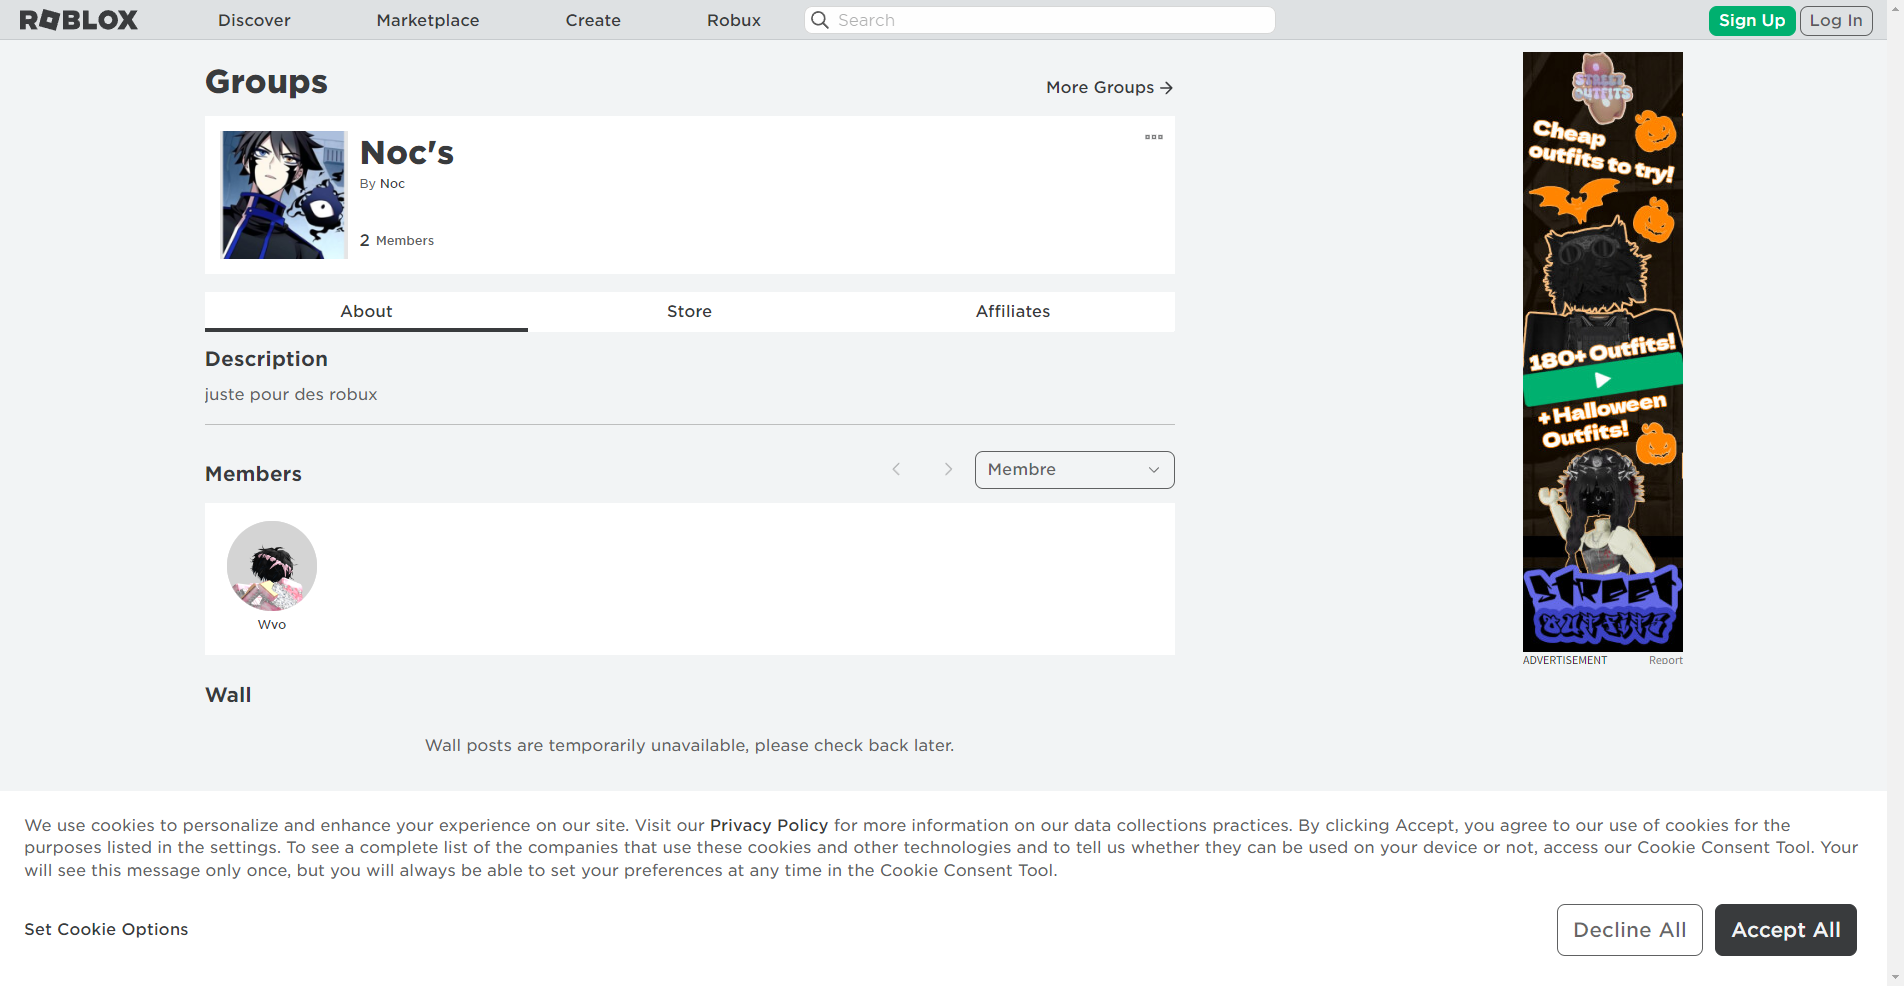 ROBLOX
Discover
Marketplace
Create
Robux
Search
Sign Up
Log In
Groups
More Groups
Noc's
By Noc
2 Members
About
Store
Affiliates
Description
juste pour des robux
Members
Membre
Wvo
Wall
Wall posts are temporarily unavailable, please check back later.
STREET
OUTFITS
Cheap
outfits to try!
180+ Outfits!
+ Halloween
Outfits!
STREET
OUTFITS
ADVERTISEMENT
Report
We use cookies to personalize and enhance your experience on our site. Visit our Privacy Policy for more information on our data collections practices. By clicking Accept, you agree to our use of cookies for the
purposes listed in the settings. To see a complete list of the companies that use these cookies and other technologies and to tell us whether they can be used on your device or not, access our Cookie Consent Tool. Your
will see this message only once, but you will always be able to set your preferences at any time in the Cookie Consent Tool.
Set Cookie Options
Decline All
Accept All